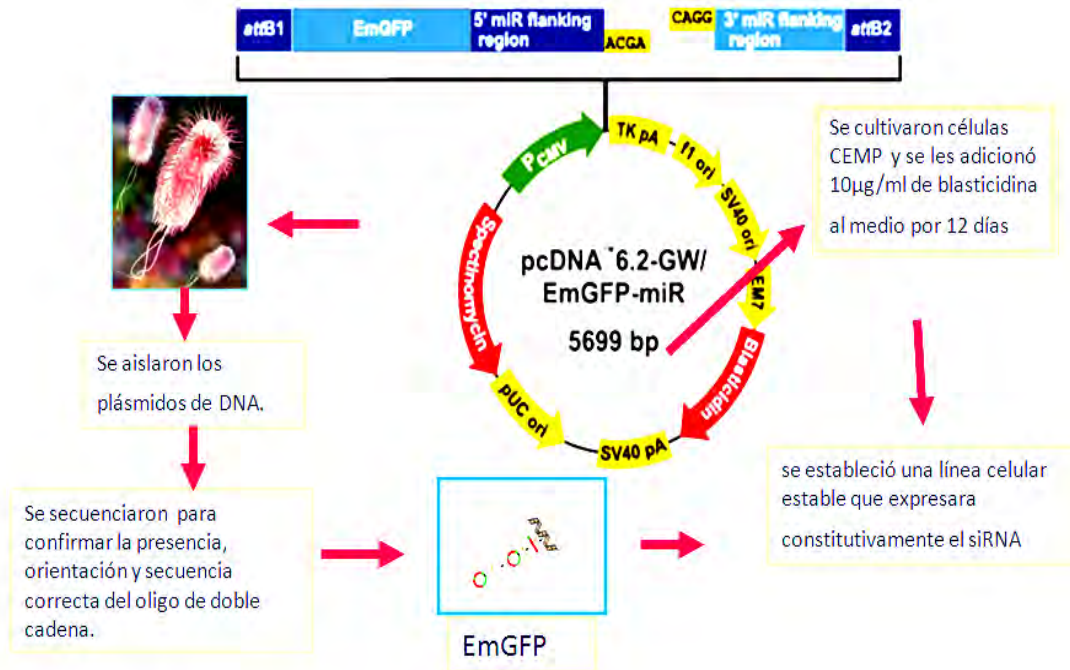 attB1
EmGFP
5' miR flanking
region
ACGA
CAGG
3' miR flanking
region
attB2
PCMV
TK pA
f1 ori
SV40 ori
EM7
Blasticidin
SV40 pA
pUC ori
Spectinomycin
pcDNA™6.2-GW/
EmGFP-miR
5699 bp
Se cultivaron células
CEMP y se les adicionó
10µg/ml de blasticidina
al medio por 12 días
Se aislaron los
plásmidos de DNA.
Se secuenciaron para
confirmar la presencia,
orientación y secuencia
correcta del oligo de doble
cadena.
EmGFP
se estableció una línea celular
estable que expresara
constitutivamente el siRNA